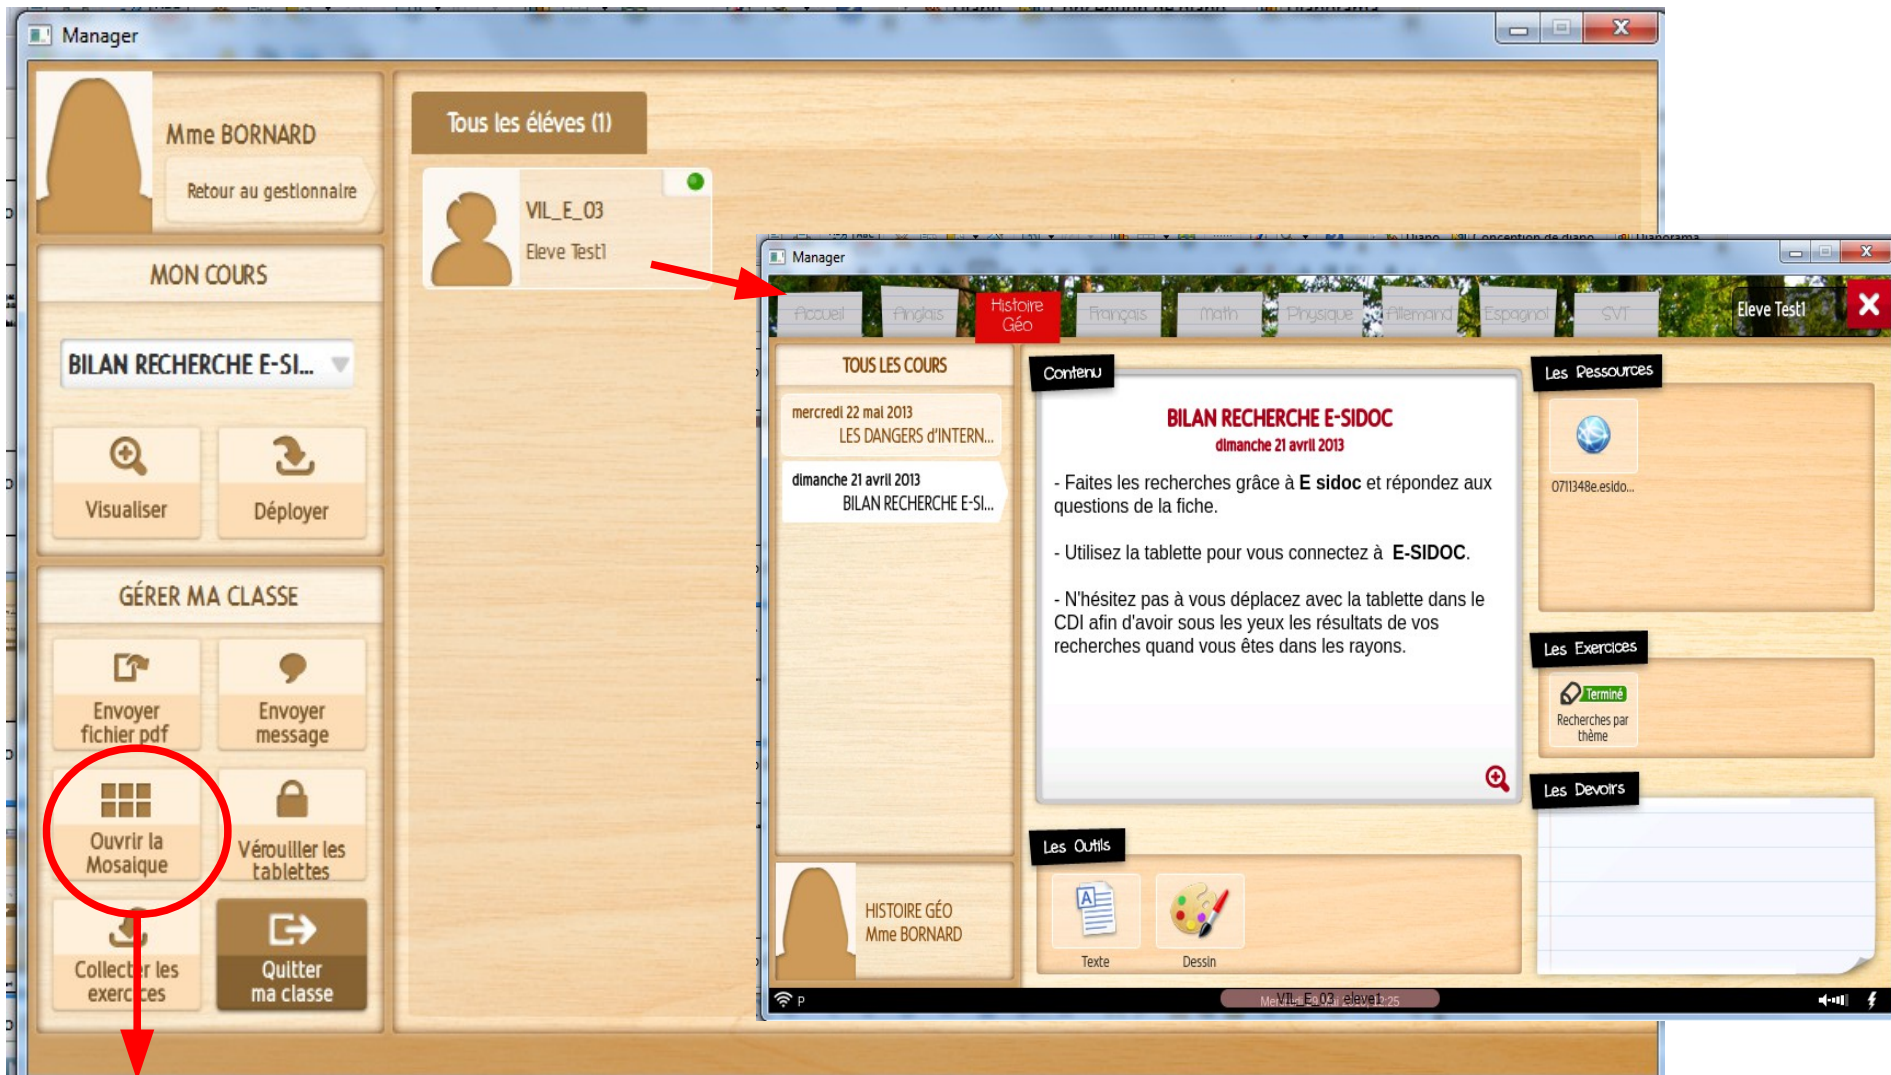 Manager
Mme BORNARD
Retour au gestionnaire
MON COURS
BILAN RECHERCHE E-SI...
Visualiser
Déployer
GÉRER MA CLASSE
Envoyer
fichier pdf
Envoyer
message
Ouvrir la
Mosaique
Vérouiller les
tablettes
Collecter les
exercices
Quitter
ma classe
Tous les éléves (1)
VIL_E_03
Eleve Test1
Manager
Accueil
Anglais
Histoire
Géo
Français
Math
Physique
Allemand
Espagnol
SVT
Eleve Test1
TOUS LES COURS
mercredi 22 mai 2013
LES DANGERS d'INTERN...
dimanche 21 avril 2013
BILAN RECHERCHE E-SI...
HISTOIRE GÉO
Mme BORNARD
Contenu
BILAN RECHERCHE E-SIDOC
dimanche 21 avril 2013
- Faites les recherches grâce à E sidoc et répondez aux
questions de la fiche.
- Utilisez la tablette pour vous connectez à E-SIDOC.
- N'hésitez pas à vous déplacez avec la tablette dans le
CDI afin d'avoir sous les yeux les résultats de vos
recherches quand vous êtes dans les rayons.
Les Outils
Texte
Dessin
Les Ressources
0711348e.esido...
Les Exercices
Terminé
Recherches par
thème
Les Devoirs
P
VIL_E_03 eleve1